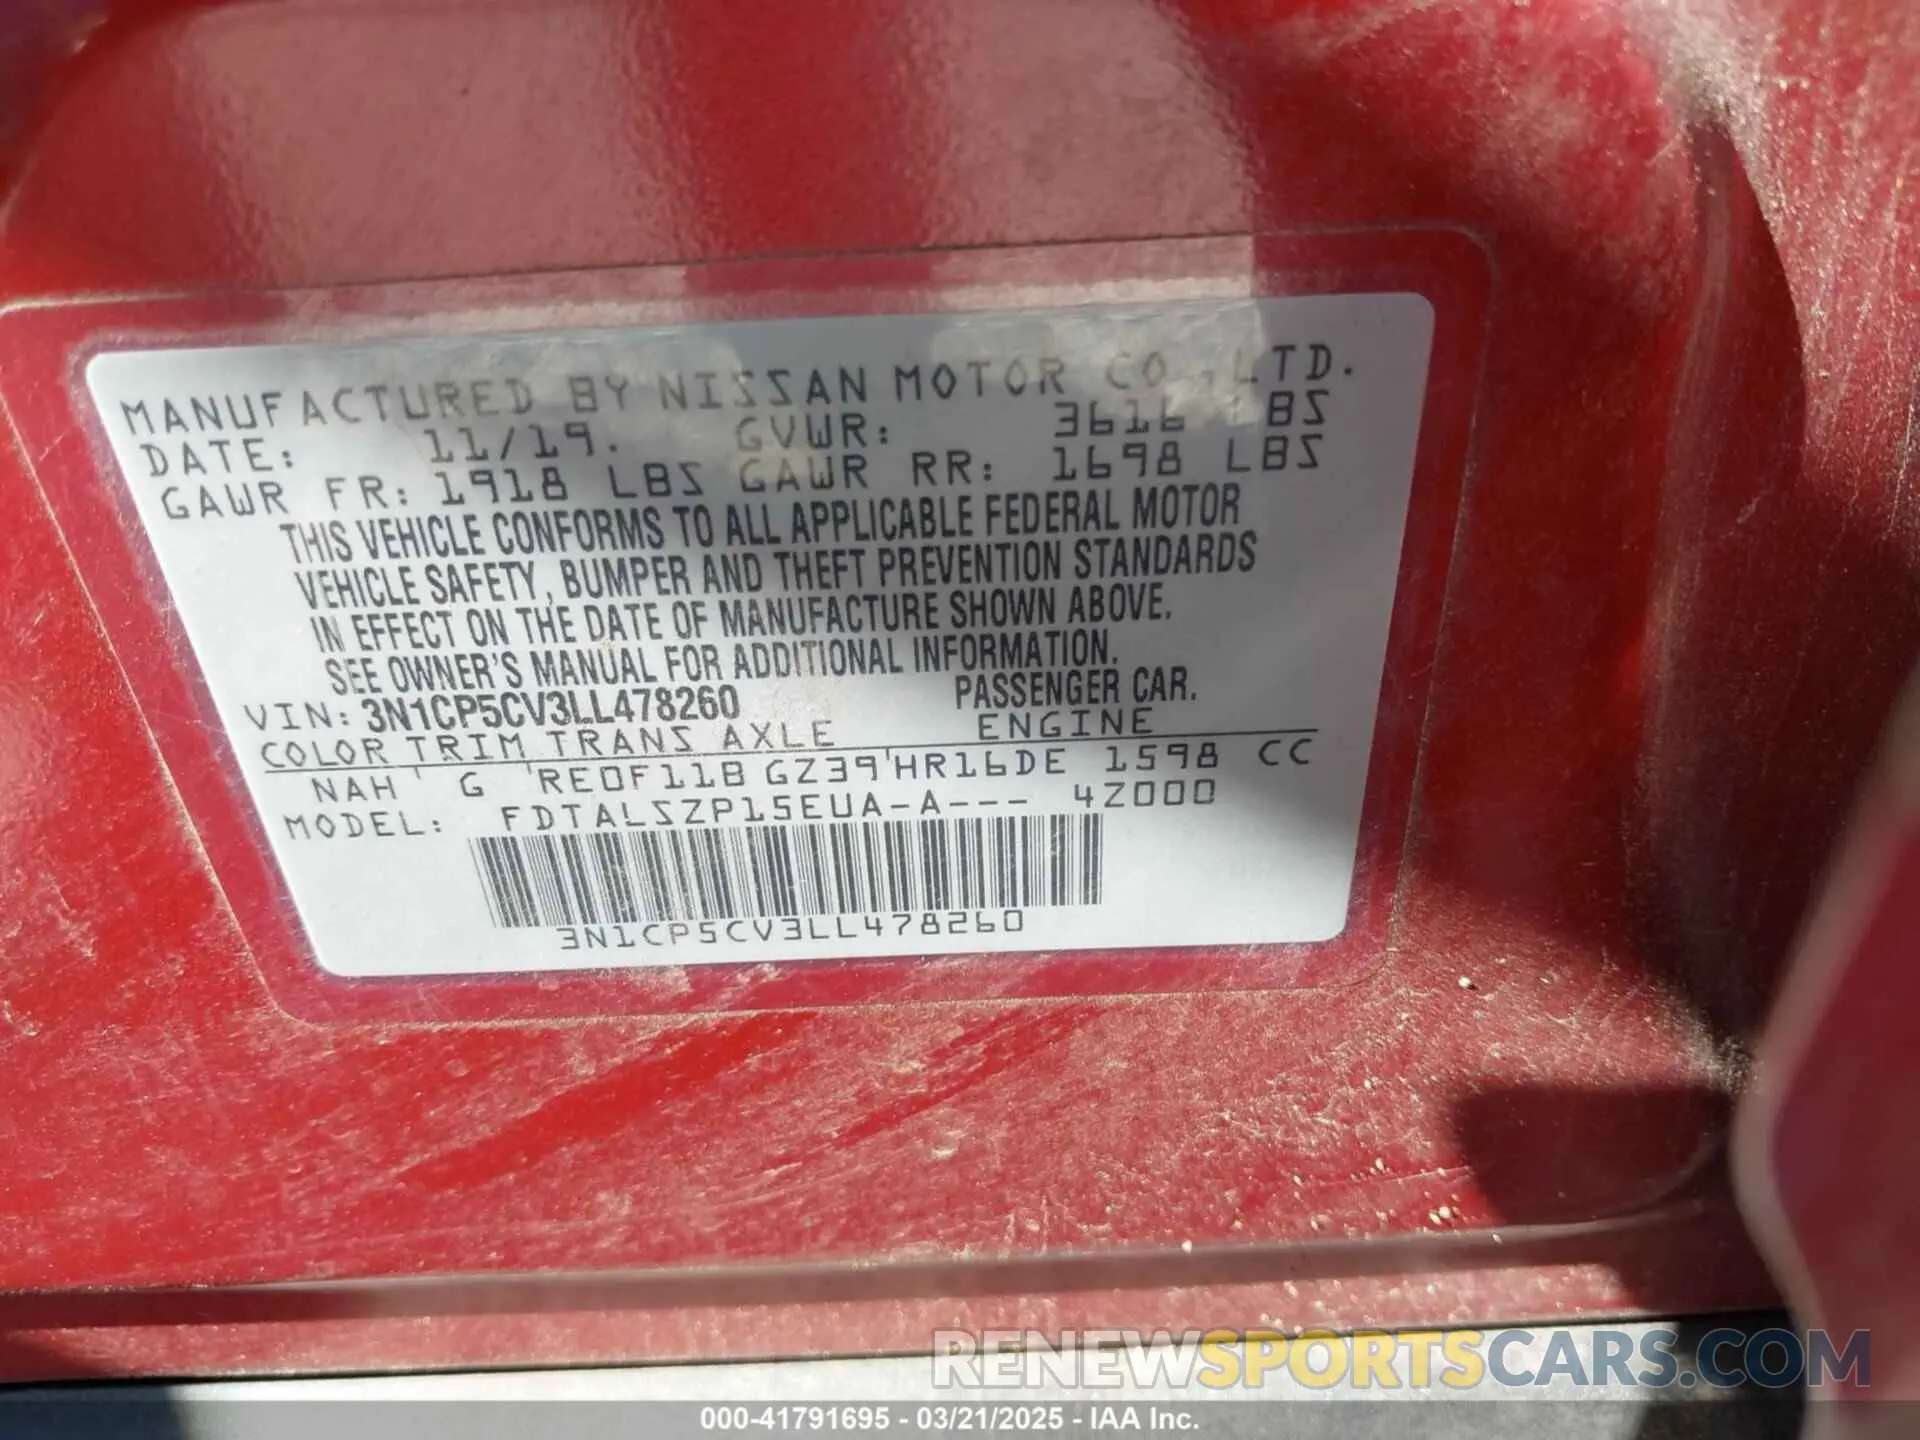 MANUFACTURED BY NISSAN MOTOR CO.,LTD.
DATE: 11/19. GVWR: 3616 LBS
GAWR FR: 1918 LBS GAWR RR: 1698 LBS
THIS VEHICLE CONFORMS TO ALL APPLICABLE FEDERAL MOTOR
VEHICLE SAFETY, BUMPER AND THEFT PREVENTION STANDARDS
IN EFFECT ON THE DATE OF MANUFACTURE SHOWN ABOVE.
SEE OWNER'S MANUAL FOR ADDITIONAL INFORMATION.
VIN: 3N1CP5CV3LL478260 PASSENGER CAR.
COLOR TRIM TRANS AXLE ENGINE
NAH ' G 'RE0F11B GZ39'HR16DE 1598 CC
MODEL: FDTALSZP15EUA-A--- 4Z000
3N1CP5CV3LL478260
RENEWSPORTSCARS.COM
000-41791695 - 03/21/2025 - IAA Inc.